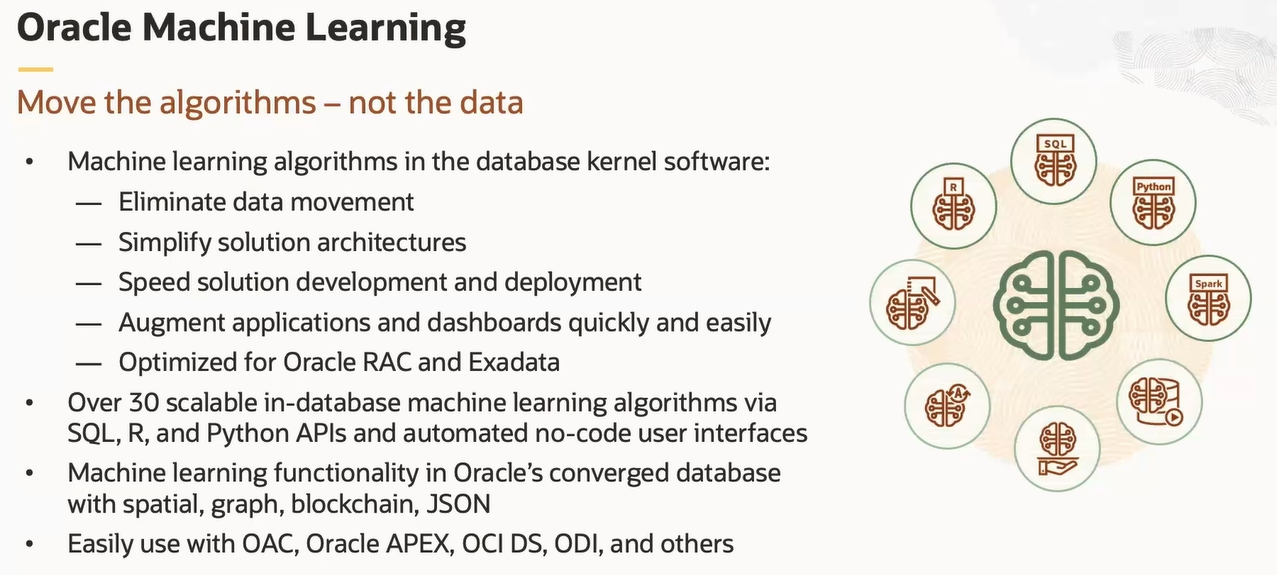 Oracle Machine Learning
Move the algorithms – not the data
• Machine learning algorithms in the database kernel software:
— Eliminate data movement
— Simplify solution architectures
— Speed solution development and deployment
— Augment applications and dashboards quickly and easily
— Optimized for Oracle RAC and Exadata
• Over 30 scalable in-database machine learning algorithms via
SQL, R, and Python APIs and automated no-code user interfaces
• Machine learning functionality in Oracle’s converged database
with spatial, graph, blockchain, JSON
• Easily use with OAC, Oracle APEX, OCI DS, ODI, and others
SQL
R
Python
Spark
A